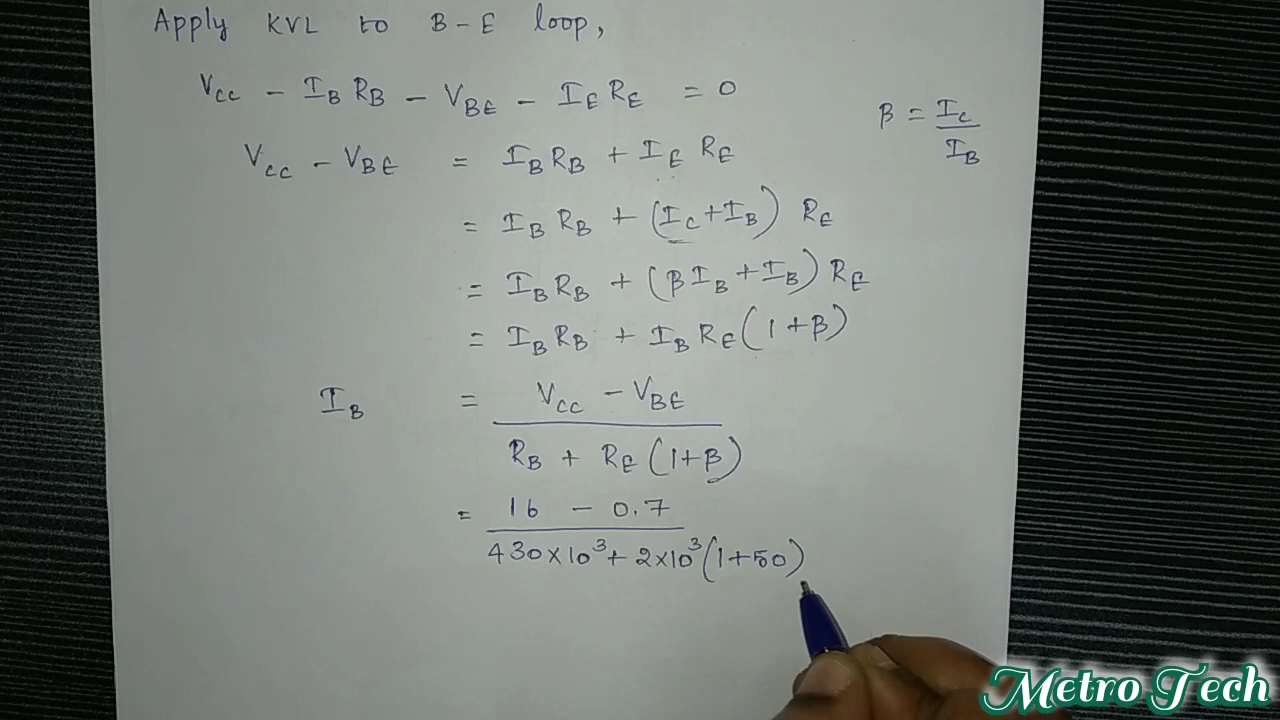 Apply KVL to B-E loop,
Vcc - IB RB - VBE - IE RE = 0
β = Ic / IB
Vcc - VBE = IB RB + IE RE
= IB RB + (Ic + IB) RE
= IB RB + (βIB + IB) RE
= IB RB + IB RE (1+β)
IB = Vcc - VBE / RB + RE (1+β)
= 16 - 0.7 / 430×10³ + 2×10³ (1+50)
Metro Tech